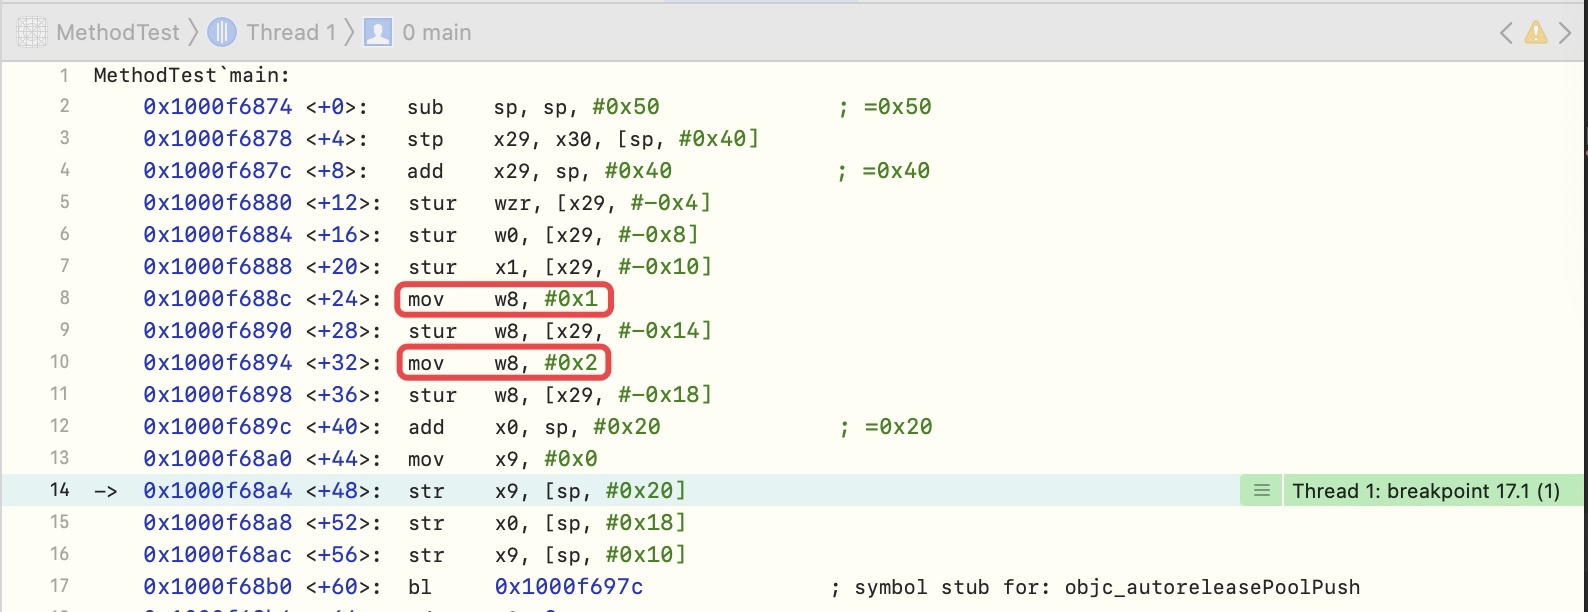 MethodTest 〉 Thread 1 〉 0 main
1 MethodTest`main:
2 0x1000f6874 <+0>: sub sp, sp, #0x50 ; =0x50
3 0x1000f6878 <+4>: stp x29, x30, [sp, #0x40]
4 0x1000f687c <+8>: add x29, sp, #0x40 ; =0x40
5 0x1000f6880 <+12>: stur wzr, [x29, #-0x4]
6 0x1000f6884 <+16>: stur w0, [x29, #-0x8]
7 0x1000f6888 <+20>: stur x1, [x29, #-0x10]
8 0x1000f688c <+24>: mov w8, #0x1
9 0x1000f6890 <+28>: stur w8, [x29, #-0x14]
10 0x1000f6894 <+32>: mov w8, #0x2
11 0x1000f6898 <+36>: stur w8, [x29, #-0x18]
12 0x1000f689c <+40>: add x0, sp, #0x20 ; =0x20
13 0x1000f68a0 <+44>: mov x9, #0x0
14 -> 0x1000f68a4 <+48>: str x9, [sp, #0x20] Thread 1: breakpoint 17.1 (1)
15 0x1000f68a8 <+52>: str x0, [sp, #0x18]
16 0x1000f68ac <+56>: str x9, [sp, #0x10]
17 0x1000f68b0 <+60>: bl 0x1000f697c ; symbol stub for: objc_autoreleasePoolPush